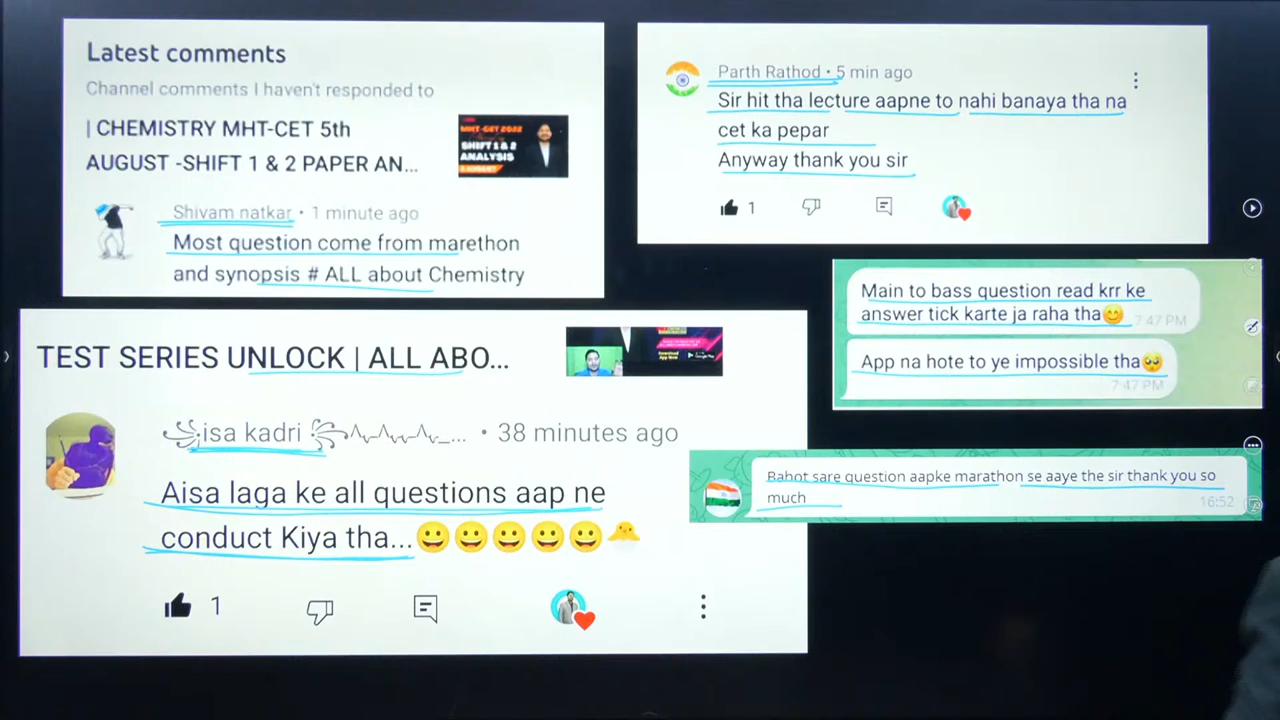 Latest comments
Channel comments I haven't responded to
| CHEMISTRY MHT-CET 5th
AUGUST -SHIFT 1 & 2 PAPER AN...
MHT-CET 2022
SHIFT 1 & 2
ANALYSIS
Shivam natkar • 1 minute ago
Most question come from marethon
and synopsis # ALL about Chemistry
Parth Rathod • 5 min ago
Sir hit tha lecture aapne to nahi banaya tha na
cet ka pepar
Anyway thank you sir
1
Main to bass question read krr ke
answer tick karte ja raha tha😊
7:47 PM
App na hote to ye impossible tha🥺
7:47 PM
TEST SERIES UNLOCK | ALL ABO...
꧁isa kadri ꧂... • 38 minutes ago
Aisa laga ke all questions aap ne
conduct Kiya tha...😀😀😀😀😀
1
Bahot sare question aapke marathon se aaye the sir thank you so
much
16:52